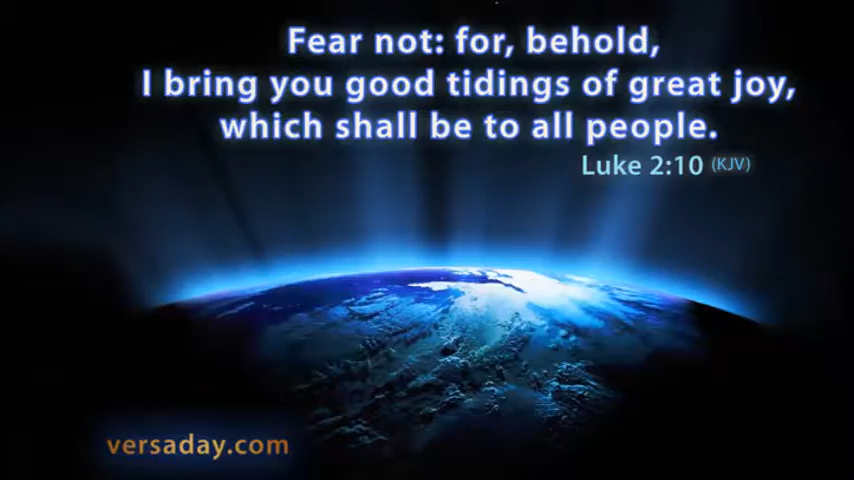 Fear not: for, behold,
I bring you good tidings of great joy,
which shall be to all people.
Luke 2:10 (KJV)
versaday.com